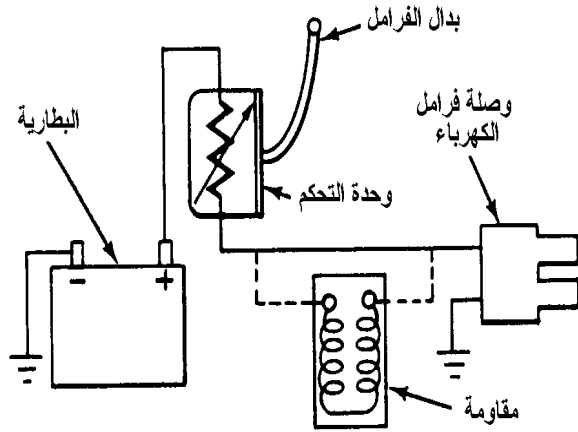 بدال الفرامل
وصلة فرامل
الكهرباء
البطارية
وحدة التحكم
- +
مقاومة